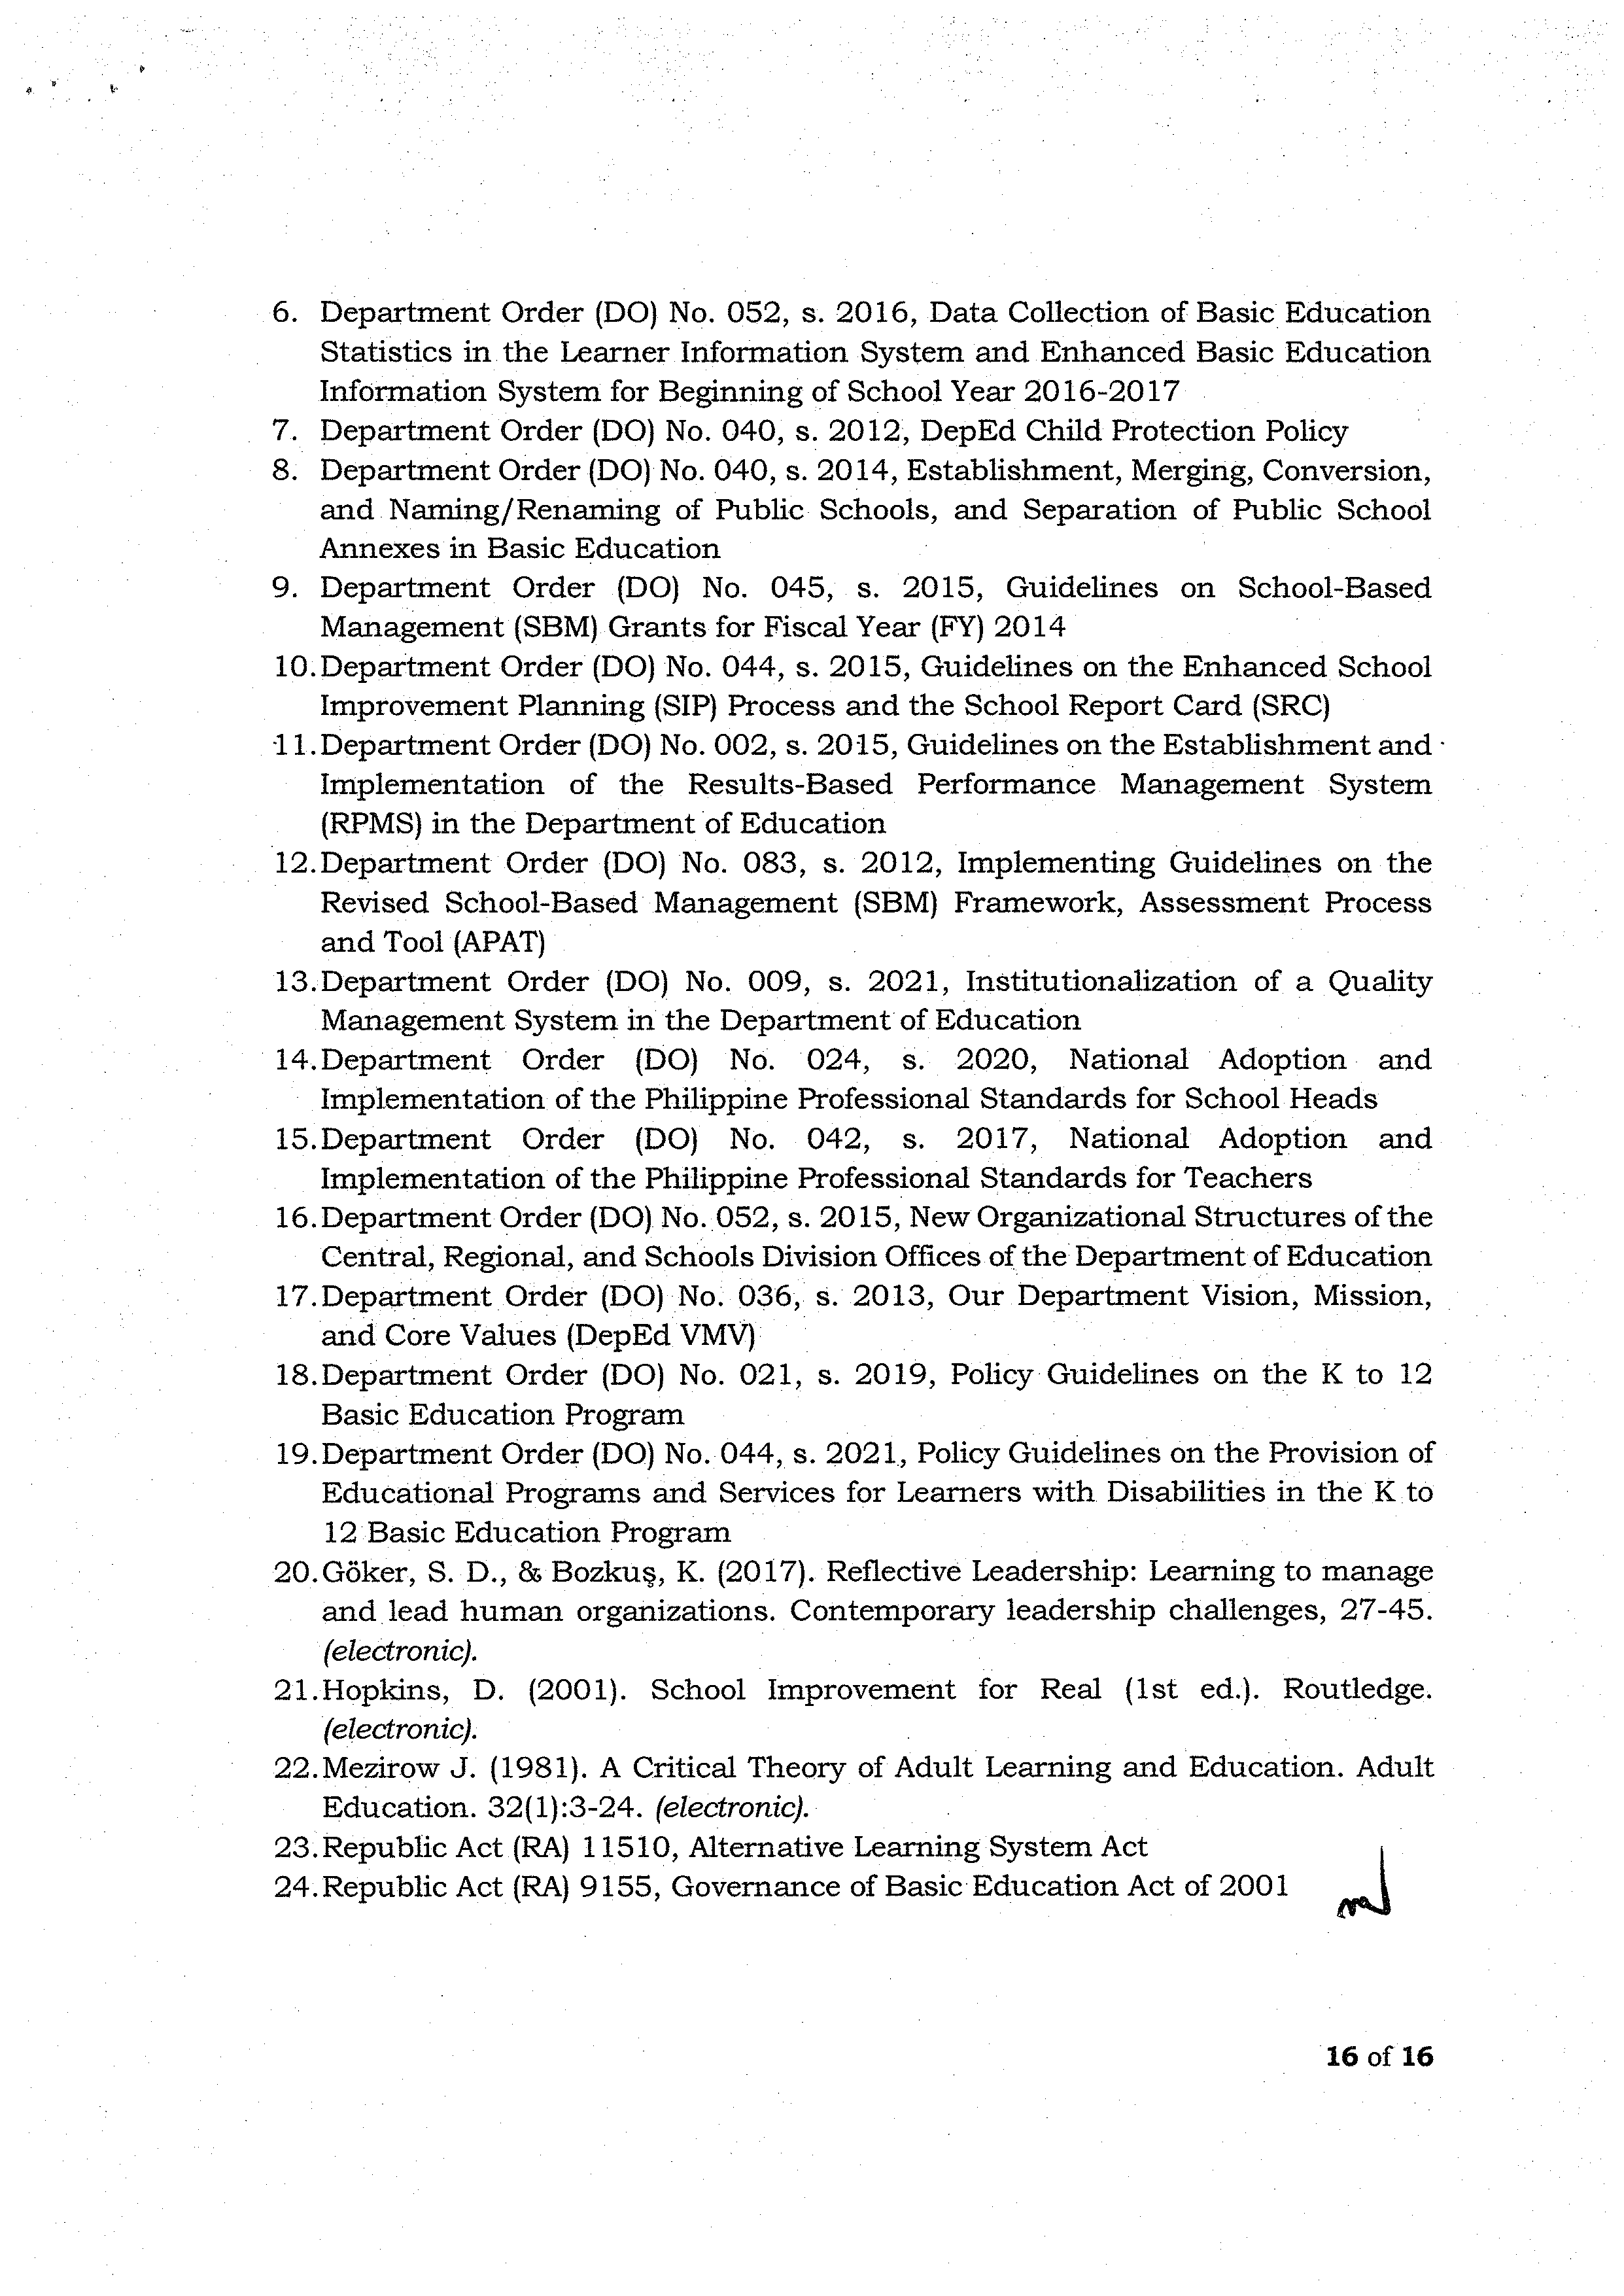 6. Department Order (DO) No. 052, s. 2016, Data Collection of Basic Education
Statistics in the Learner Information System and Enhanced Basic Education
Information System for Beginning of School Year 2016-2017
7. Department Order (DO) No. 040, s. 2012, DepEd Child Protection Policy
8. Department Order (DO) No. 040, s. 2014, Establishment, Merging, Conversion,
and Naming/Renaming of Public Schools, and Separation of Public School
Annexes in Basic Education
9. Department Order (DO) No. 045, s. 2015, Guidelines on School-Based
Management (SBM) Grants for Fiscal Year (FY) 2014
10. Department Order (DO) No. 044, s. 2015, Guidelines on the Enhanced School
Improvement Planning (SIP) Process and the School Report Card (SRC)
11. Department Order (DO) No. 002, s. 2015, Guidelines on the Establishment and
Implementation of the Results-Based Performance Management System
(RPMS) in the Department of Education
12. Department Order (DO) No. 083, s. 2012, Implementing Guidelines on the
Revised School-Based Management (SBM) Framework, Assessment Process
and Tool (APAT)
13. Department Order (DO) No. 009, s. 2021, Institutionalization of a Quality
Management System in the Department of Education
14. Department Order (DO) No. 024, s. 2020, National Adoption and
Implementation of the Philippine Professional Standards for School Heads
15. Department Order (DO) No. 042, s. 2017, National Adoption and
Implementation of the Philippine Professional Standards for Teachers
16. Department Order (DO) No. 052, s. 2015, New Organizational Structures of the
Central, Regional, and Schools Division Offices of the Department of Education
17. Department Order (DO) No. 036, s. 2013, Our Department Vision, Mission,
and Core Values (DepEd VMV)
18. Department Order (DO) No. 021, s. 2019, Policy Guidelines on the K to 12
Basic Education Program
19. Department Order (DO) No. 044, s. 2021, Policy Guidelines on the Provision of
Educational Programs and Services for Learners with Disabilities in the K to
12 Basic Education Program
20. Göker, S. D., & Bozkuş, K. (2017). Reflective Leadership: Learning to manage
and lead human organizations. Contemporary leadership challenges, 27-45.
(electronic).
21. Hopkins, D. (2001). School Improvement for Real (1st ed.). Routledge.
(electronic).
22. Mezirow J. (1981). A Critical Theory of Adult Learning and Education. Adult
Education. 32(1):3-24. (electronic).
23. Republic Act (RA) 11510, Alternative Learning System Act
24. Republic Act (RA) 9155, Governance of Basic Education Act of 2001
16 of 16